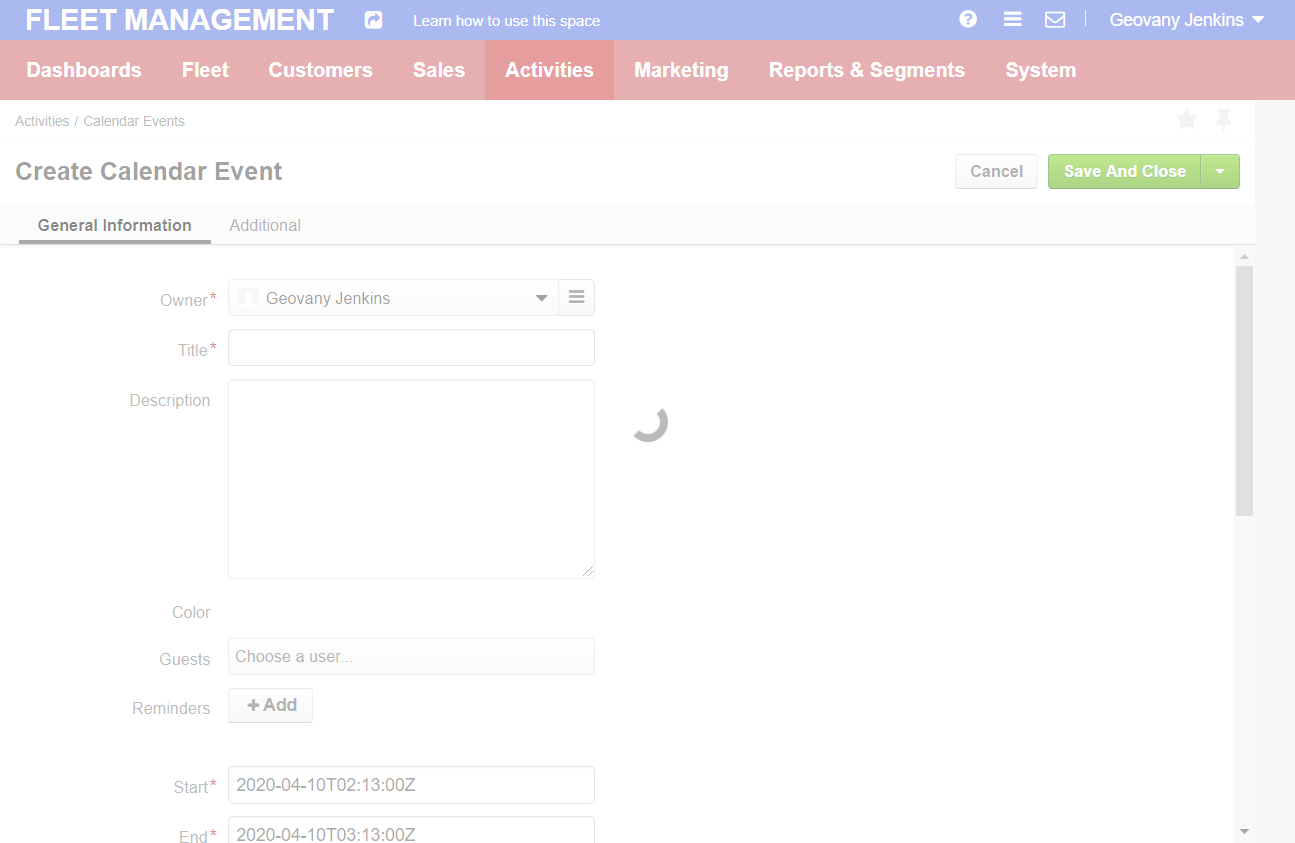 FLEET MANAGEMENT Learn how to use this space Geovany Jenkins
Dashboards Fleet Customers Sales Activities Marketing Reports & Segments System
Activities / Calendar Events
Create Calendar Event Cancel Save And Close
General Information Additional
Owner* Geovany Jenkins
Title*
Description
Color
Guests Choose a user...
Reminders + Add
Start* 2020-04-10T02:13:00Z
End* 2020-04-10T03:13:00Z